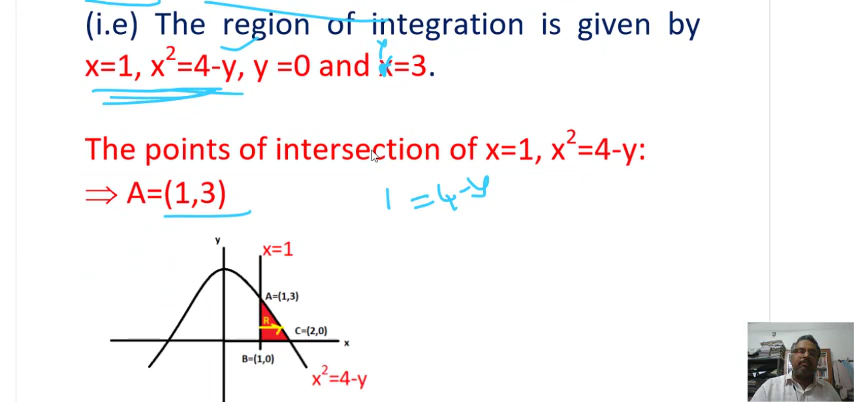 (i.e) The region of integration is given by
x=1, x²=4-y, y =0 and x=3.
y
The points of intersection of x=1, x²=4-y:
⇒ A=(1,3)
1 = 4-y
y
x=1
A=(1,3)
R
C=(2,0)
x
B=(1,0)
x²=4-y